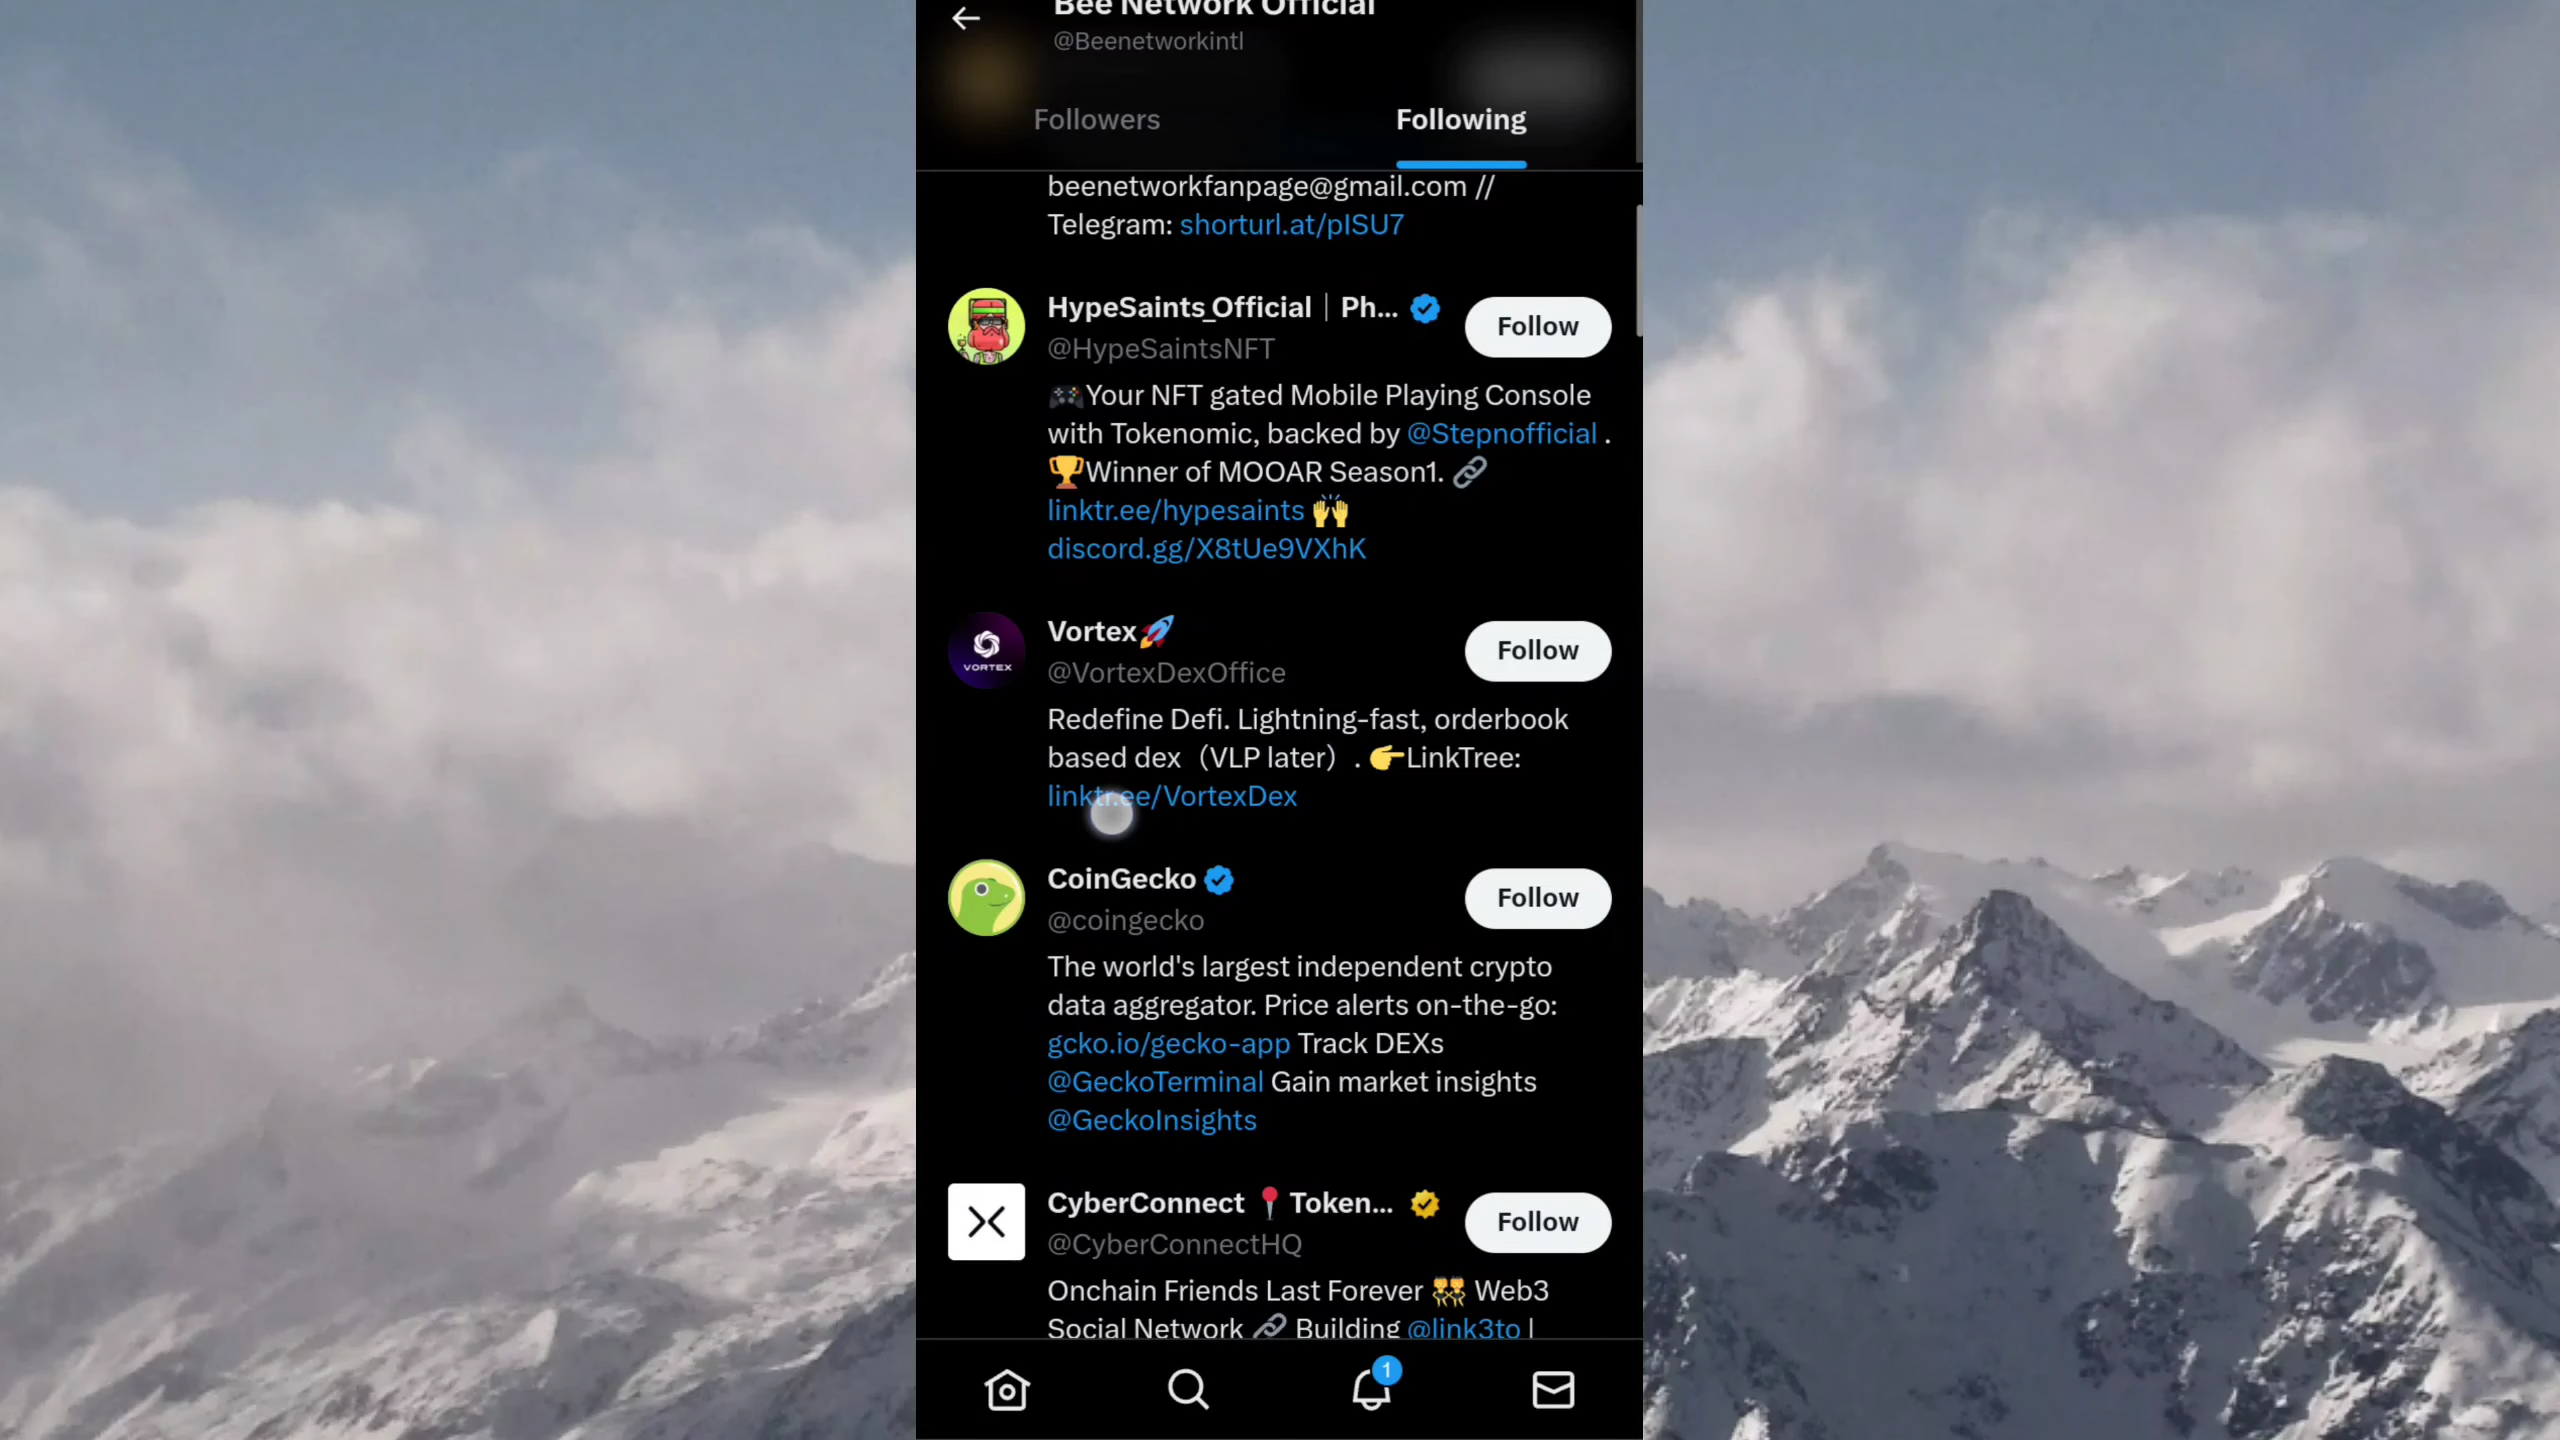 Bee Network Official
@Beenetworkintl
Followers
Following
beenetworkfanpage@gmail.com //
Telegram: shorturl.at/pISU7
HypeSaints_Official | Ph...
Follow
@HypeSaintsNFT
🎮Your NFT gated Mobile Playing Console
with Tokenomic, backed by @Stepnofficial .
🏆Winner of MOOAR Season1. 🔗
linktr.ee/hypesaints 🙌
discord.gg/X8tUe9VXhK
Vortex🚀
Follow
@VortexDexOffice
VORTEX
Redefine Defi. Lightning-fast, orderbook
based dex（VLP later）. 👉LinkTree:
linktr.ee/VortexDex
CoinGecko
Follow
@coingecko
The world's largest independent crypto
data aggregator. Price alerts on-the-go:
gcko.io/gecko-app Track DEXs
@GeckoTerminal Gain market insights
@GeckoInsights
CyberConnect 📍 Token...
Follow
@CyberConnectHQ
Onchain Friends Last Forever 👯 Web3
Social Network 🔗 Building @link3to |
1